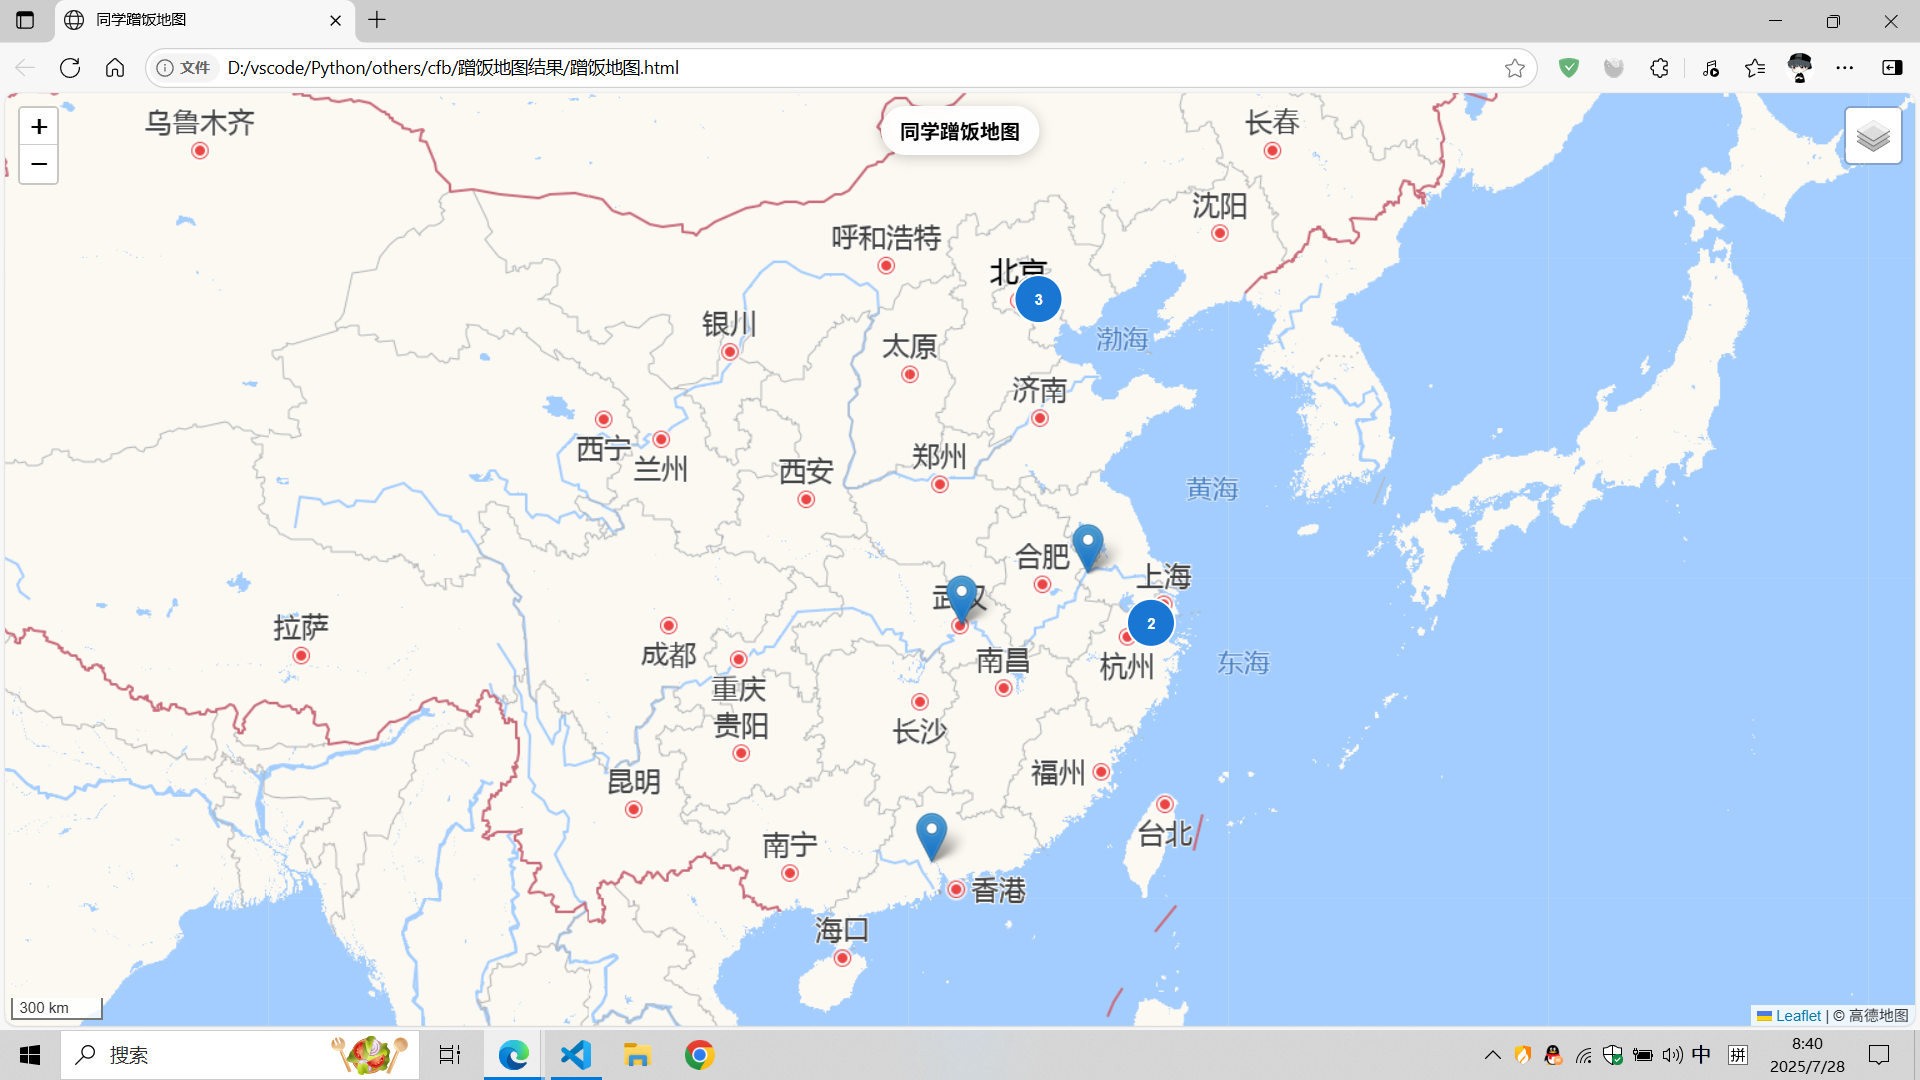 同学蹭饭地图
文件
D:/vscode/Python/others/cfb/蹭饭地图结果/蹭饭地图.html
+
−
同学蹭饭地图
乌鲁木齐
长春
沈阳
呼和浩特
北京
3
银川
渤海
太原
济南
西宁
兰州
郑州
西安
黄海
合肥
上海
武汉
2
拉萨
成都
南昌
杭州
东海
重庆
贵阳
长沙
福州
昆明
台北
南宁
香港
海口
300 km
Leaflet | © 高德地图
搜索
中
拼
8:40
2025/7/28